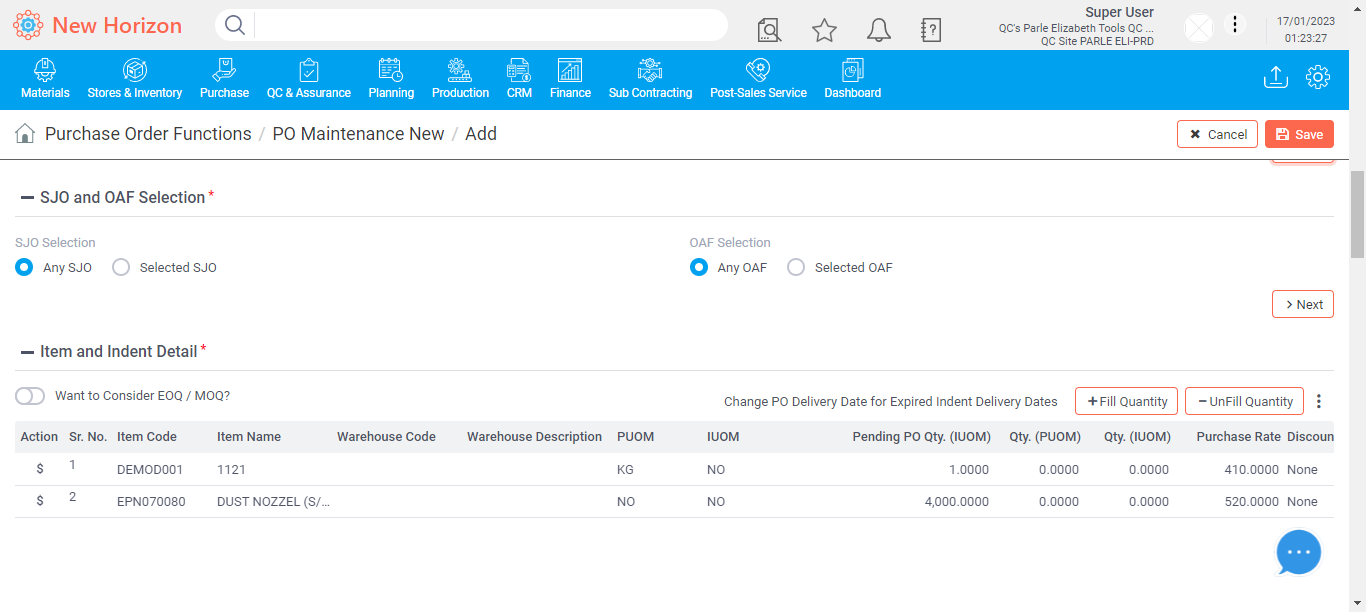 New Horizon
Super User
QC's Parle Elizabeth Tools QC ...
QC Site PARLE ELI-PRD
17/01/2023
01:23:27
Materials Stores & Inventory Purchase QC & Assurance Planning Production CRM Finance Sub Contracting Post-Sales Service Dashboard
Purchase Order Functions / PO Maintenance New / Add
Cancel Save
SJO and OAF Selection *
SJO Selection OAF Selection
Any SJO Selected SJO Any OAF Selected OAF
Next
Item and Indent Detail *
Want to Consider EOQ / MOQ?
Change PO Delivery Date for Expired Indent Delivery Dates + Fill Quantity − UnFill Quantity
Action Sr. No. Item Code Item Name Warehouse Code Warehouse Description PUOM IUOM Pending PO Qty. (IUOM) Qty. (PUOM) Qty. (IUOM) Purchase Rate Discoun
$ 1 DEMOD001 1121 KG NO 1.0000 0.0000 0.0000 410.0000 None
$ 2 EPN070080 DUST NOZZEL (S/... NO NO 4,000.0000 0.0000 0.0000 520.0000 None